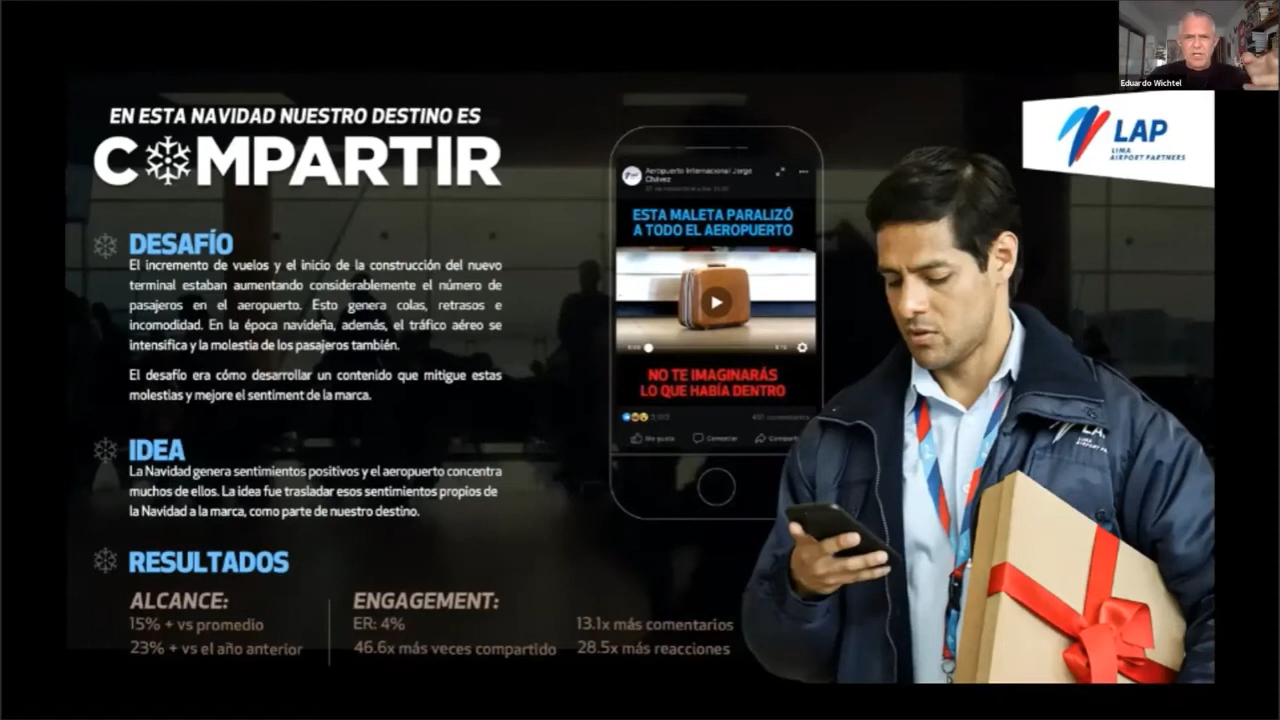 Eduardo Wichtel
LAP
LIMA
AIRPORT PARTNERS
EN ESTA NAVIDAD NUESTRO DESTINO ES
COMPARTIR
DESAFÍO
El incremento de vuelos y el inicio de la construcción del nuevo
terminal estaban aumentando considerablemente el número de
pasajeros en el aeropuerto. Esto genera colas, retrasos e
incomodidad. En la época navideña, además, el tráfico aéreo se
intensifica y la molestia de los pasajeros también.
El desafío era cómo desarrollar un contenido que mitigue estas
molestias y mejore el sentiment de la marca.
IDEA
La Navidad genera sentimientos positivos y el aeropuerto concentra
muchos de ellos. La idea fue trasladar esos sentimientos propios de
la Navidad a la marca, como parte de nuestro destino.
RESULTADOS
ALCANCE:
15% + vs promedio
23% + vs el año anterior
ENGAGEMENT:
ER: 4%
46.6x más veces compartido
13.1x más comentarios
28.5x más reacciones
Aeropuerto Internacional Jorge
Chávez
ESTA MALETA PARALIZÓ
A TODO EL AEROPUERTO
NO TE IMAGINARÁS
LO QUE HABÍA DENTRO
comentarios
Me gusta
Comentar